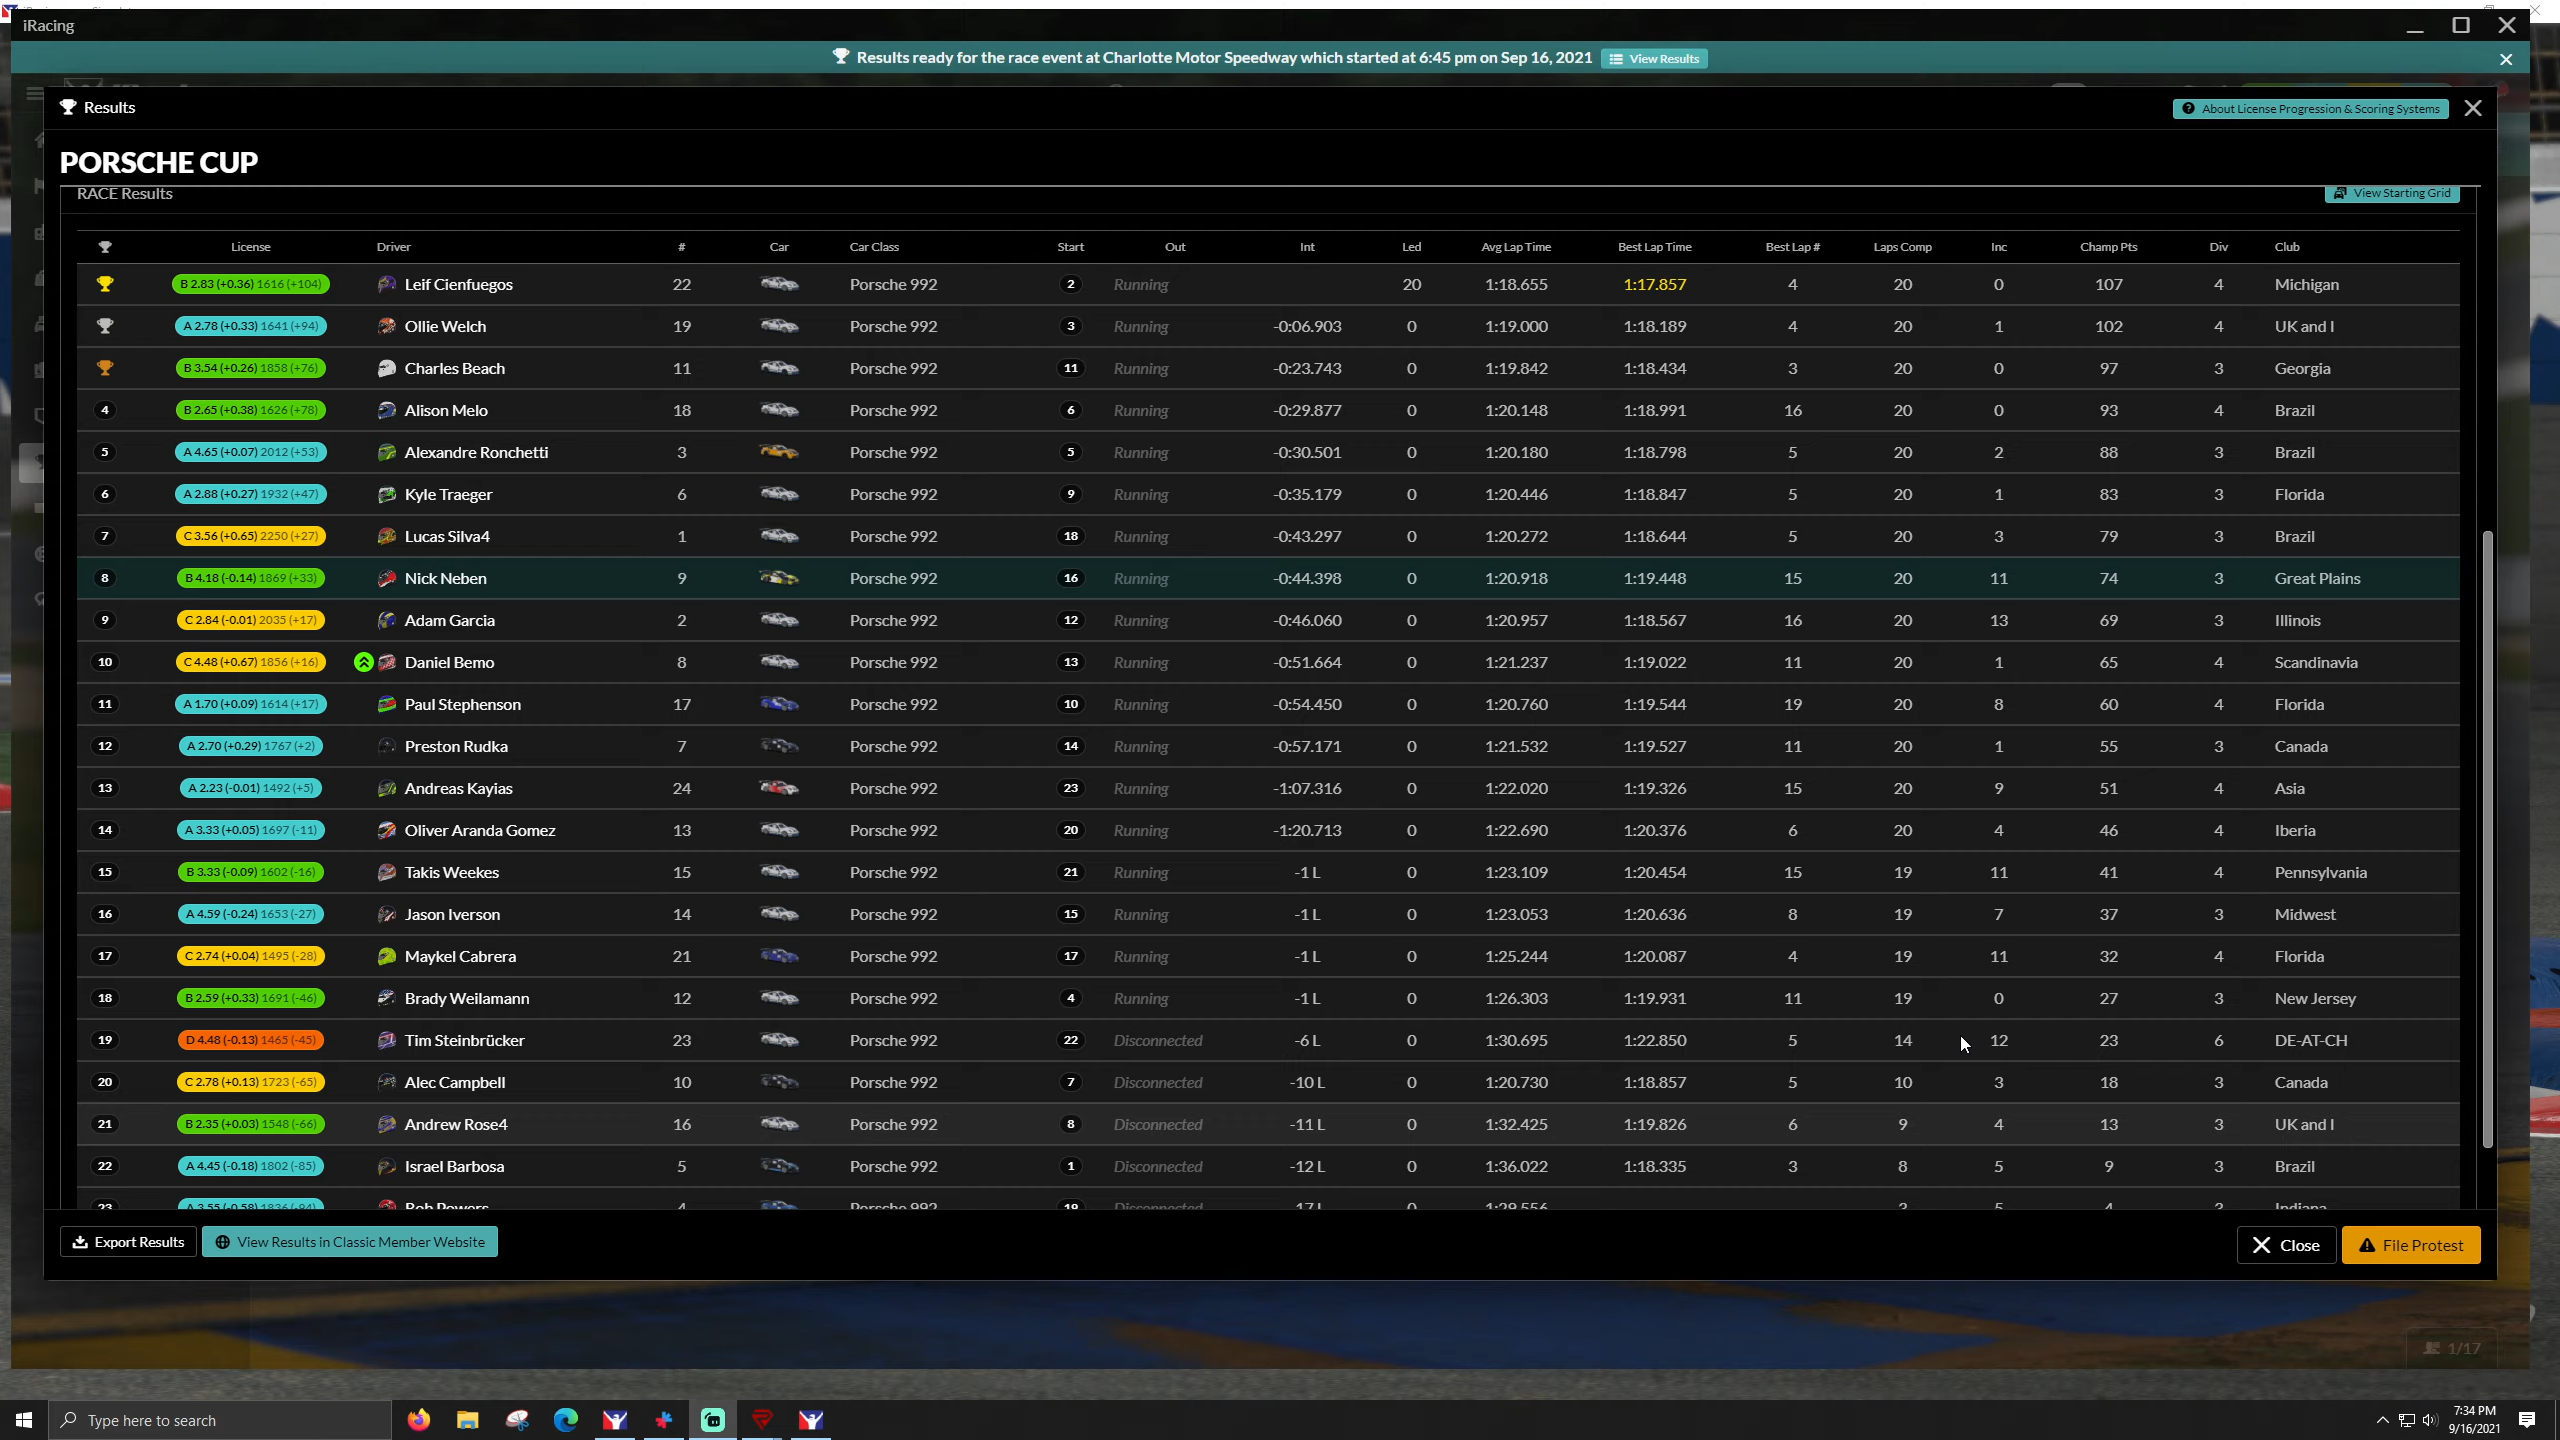 iRacing
Results ready for the race event at Charlotte Motor Speedway which started at 6:45 pm on Sep 16, 2021 View Results
Results About License Progression & Scoring Systems
PORSCHE CUP
RACE Results View Starting Grid
License Driver # Car Car Class Start Out Int Led Avg Lap Time Best Lap Time Best Lap # Laps Comp Inc Champ Pts Div Club
B 2.83 (+0.36) 1616 (+104) Leif Cienfuegos 22 Porsche 992 2 Running 20 1:18.655 1:17.857 4 20 0 107 4 Michigan
A 2.78 (+0.33) 1641 (+94) Ollie Welch 19 Porsche 992 3 Running -0:06.903 0 1:19.000 1:18.189 4 20 1 102 4 UK and I
B 3.54 (+0.26) 1858 (+76) Charles Beach 11 Porsche 992 11 Running -0:23.743 0 1:19.842 1:18.434 3 20 0 97 3 Georgia
4 B 2.65 (+0.38) 1626 (+78) Alison Melo 18 Porsche 992 6 Running -0:29.877 0 1:20.148 1:18.991 16 20 0 93 4 Brazil
5 A 4.65 (+0.07) 2012 (+53) Alexandre Ronchetti 3 Porsche 992 5 Running -0:30.501 0 1:20.180 1:18.798 5 20 2 88 3 Brazil
6 A 2.88 (+0.27) 1932 (+47) Kyle Traeger 6 Porsche 992 9 Running -0:35.179 0 1:20.446 1:18.847 5 20 1 83 3 Florida
7 C 3.56 (+0.65) 2250 (+27) Lucas Silva4 1 Porsche 992 18 Running -0:43.297 0 1:20.272 1:18.644 5 20 3 79 3 Brazil
8 B 4.18 (-0.14) 1869 (+33) Nick Neben 9 Porsche 992 16 Running -0:44.398 0 1:20.918 1:19.448 15 20 11 74 3 Great Plains
9 C 2.84 (-0.01) 2035 (+17) Adam Garcia 2 Porsche 992 12 Running -0:46.060 0 1:20.957 1:18.567 16 20 13 69 3 Illinois
10 C 4.48 (+0.67) 1856 (+16) Daniel Bemo 8 Porsche 992 13 Running -0:51.664 0 1:21.237 1:19.022 11 20 1 65 4 Scandinavia
11 A 1.70 (+0.09) 1614 (+17) Paul Stephenson 17 Porsche 992 10 Running -0:54.450 0 1:20.760 1:19.544 19 20 8 60 4 Florida
12 A 2.70 (+0.29) 1767 (+2) Preston Rudka 7 Porsche 992 14 Running -0:57.171 0 1:21.532 1:19.527 11 20 1 55 3 Canada
13 A 2.23 (-0.01) 1492 (+5) Andreas Kayias 24 Porsche 992 23 Running -1:07.316 0 1:22.020 1:19.326 15 20 9 51 4 Asia
14 A 3.33 (+0.05) 1697 (-11) Oliver Aranda Gomez 13 Porsche 992 20 Running -1:20.713 0 1:22.690 1:20.376 6 20 4 46 4 Iberia
15 B 3.33 (-0.09) 1602 (-16) Takis Weekes 15 Porsche 992 21 Running -1 L 0 1:23.109 1:20.454 15 19 11 41 4 Pennsylvania
16 A 4.59 (-0.24) 1653 (-27) Jason Iverson 14 Porsche 992 15 Running -1 L 0 1:23.053 1:20.636 8 19 7 37 3 Midwest
17 C 2.74 (+0.04) 1495 (-28) Maykel Cabrera 21 Porsche 992 17 Running -1 L 0 1:25.244 1:20.087 4 19 11 32 4 Florida
18 B 2.59 (+0.33) 1691 (-46) Brady Weilamann 12 Porsche 992 4 Running -1 L 0 1:26.303 1:19.931 11 19 0 27 3 New Jersey
19 D 4.48 (-0.13) 1465 (-45) Tim Steinbrücker 23 Porsche 992 22 Disconnected -6 L 0 1:30.695 1:22.850 5 14 12 23 6 DE-AT-CH
20 C 2.78 (+0.13) 1723 (-65) Alec Campbell 10 Porsche 992 7 Disconnected -10 L 0 1:20.730 1:18.857 5 10 3 18 3 Canada
21 B 2.35 (+0.03) 1548 (-66) Andrew Rose4 16 Porsche 992 8 Disconnected -11 L 0 1:32.425 1:19.826 6 9 4 13 3 UK and I
22 A 4.45 (-0.18) 1802 (-85) Israel Barbosa 5 Porsche 992 1 Disconnected -12 L 0 1:36.022 1:18.335 3 8 5 9 3 Brazil
23 A 3.55 (-0.58) 1836 (-94) Rob Powers 4 Porsche 992 19 Disconnected -17 L 0 1:29.556 3 5 4 3 Indiana
Export Results View Results in Classic Member Website Close File Protest
1/17
Type here to search 7:34 PM
9/16/2021